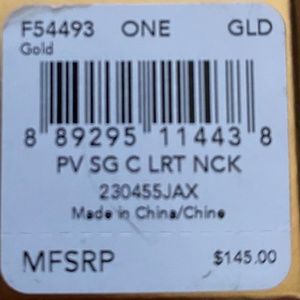 F54493 ONE GLD
Gold
8 89295 11443 8
PV SG C LRT NCK
230455JAX
Made in China/Chine
MFSRP $145.00